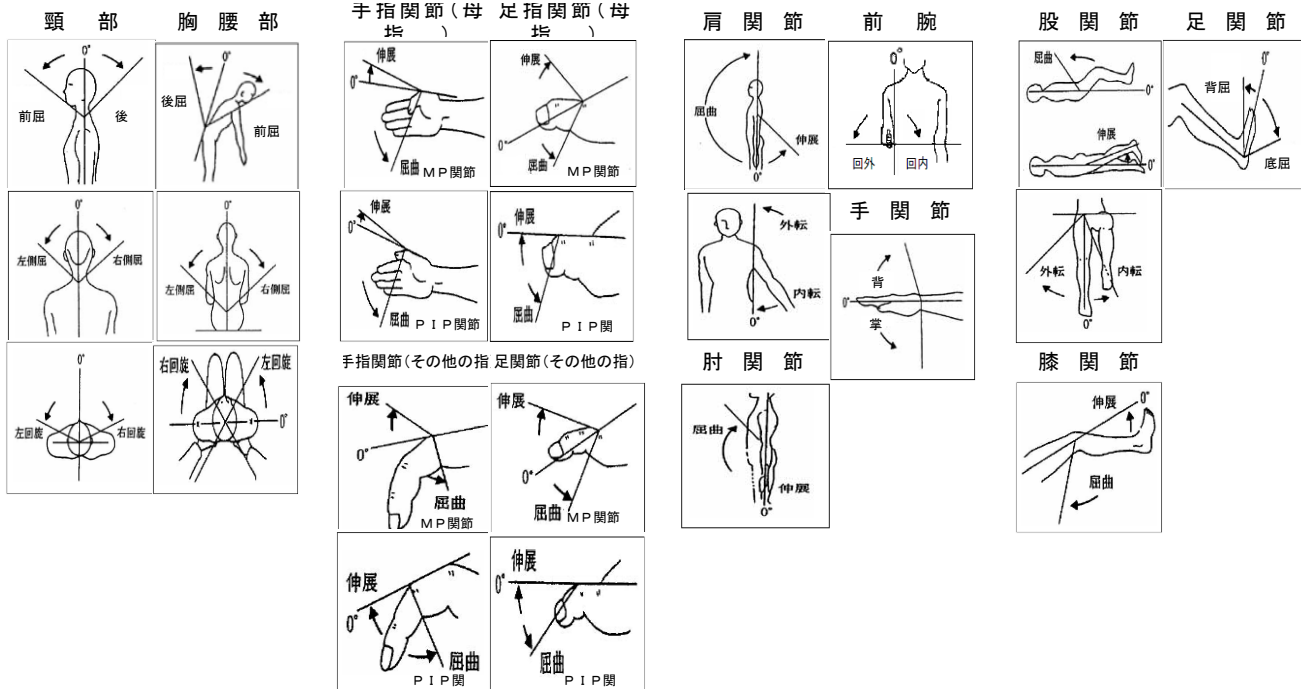 頸部
0°
前屈
後
0°
左側屈
右側屈
0°
左回旋
右回旋
胸腰部
0°
後屈
前屈
0°
左側屈
右側屈
右回旋
左回旋
0°
手指関節(母
指 )
伸展
0°
屈曲
MP関節
伸展
0°
屈曲
PIP関節
手指関節(その他の指
伸展
0°
屈曲
MP関節
伸展
0°
屈曲
PIP関
足指関節(母
指 )
伸展
0°
屈曲
MP関節
伸展
0°
屈曲
PIP関
足関節(その他の指)
伸展
0°
屈曲
MP関節
伸展
0°
屈曲
PIP関
肩関節
屈曲
伸展
0°
外転
内転
0°
肘関節
屈曲
伸展
0°
前腕
0°
回外
回内
手関節
背
0°
掌
股関節
屈曲
0°
伸展
0°
外転
内転
0°
膝関節
伸展
0°
屈曲
足関節
0°
背屈
底屈